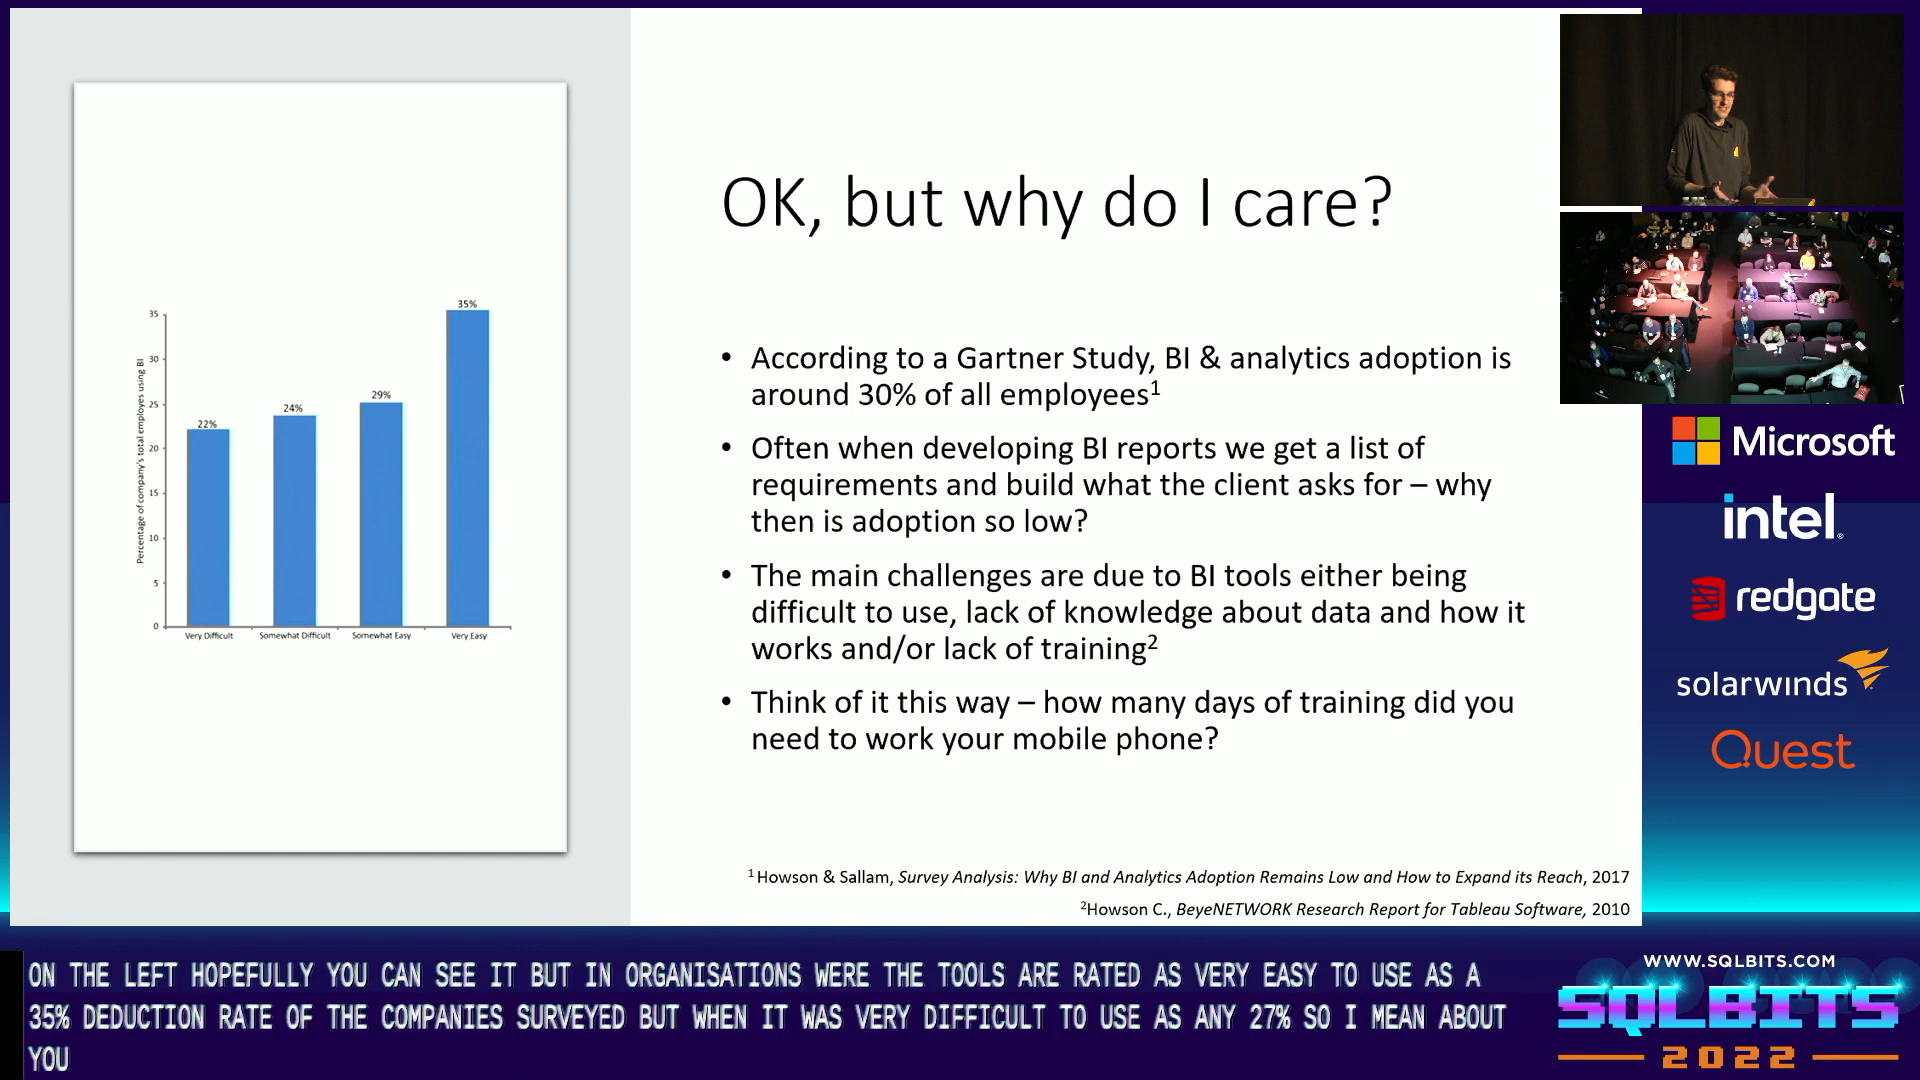 OK, but why do I care?
• According to a Gartner Study, BI & analytics adoption is
around 30% of all employees1
• Often when developing BI reports we get a list of
requirements and build what the client asks for – why
then is adoption so low?
• The main challenges are due to BI tools either being
difficult to use, lack of knowledge about data and how it
works and/or lack of training2
• Think of it this way – how many days of training did you
need to work your mobile phone?
1 Howson & Sallam, Survey Analysis: Why BI and Analytics Adoption Remains Low and How to Expand its Reach, 2017
2Howson C., BeyeNETWORK Research Report for Tableau Software, 2010
Percentage of company's total employes using BI
35
30
25
20
15
10
5
0
22%
24%
29%
35%
Very Difficult
Somewhat Difficult
Somewhat Easy
Very Easy
Microsoft
intel.
redgate
solarwinds
Quest
WWW.SQLBITS.COM
SQLBITS
2022
ON THE LEFT HOPEFULLY YOU CAN SEE IT BUT IN ORGANISATIONS WERE THE TOOLS ARE RATED AS VERY EASY TO USE AS A
35% DEDUCTION RATE OF THE COMPANIES SURVEYED BUT WHEN IT WAS VERY DIFFICULT TO USE AS ANY 27% SO I MEAN ABOUT
YOU